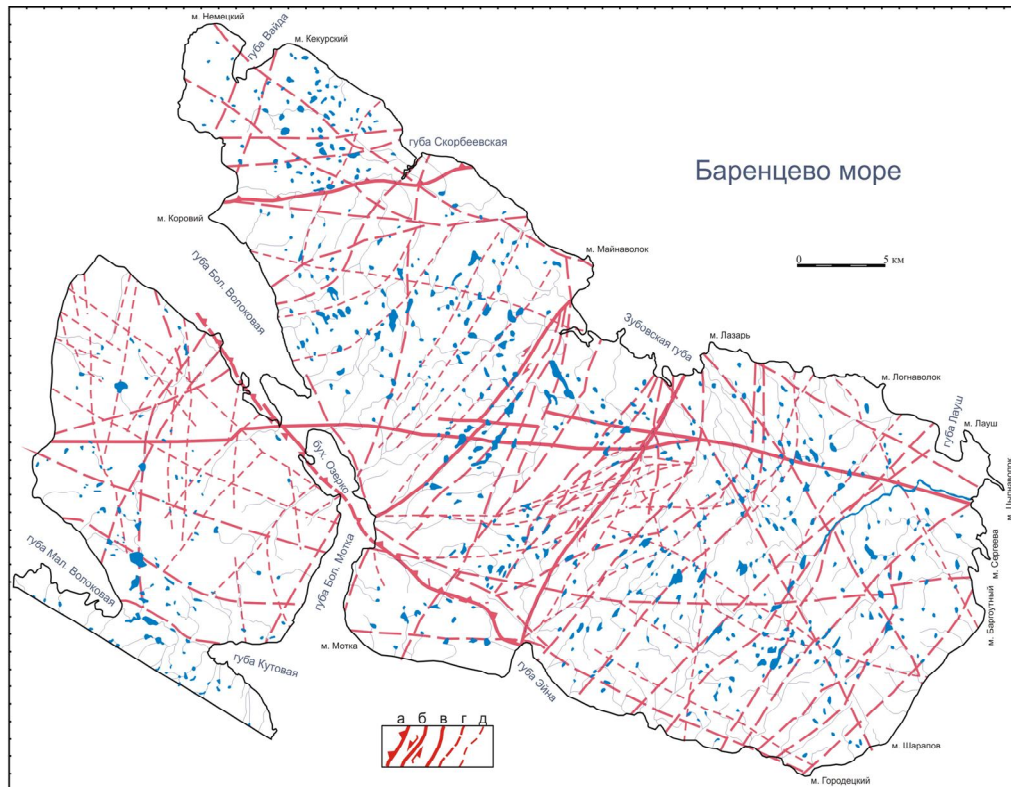 м. Немецкий
губа Вайда
м. Кекурский
губа Скорбеевская
Баренцево море
м. Коровий
м. Майнаволок
0 5 км
губа Бол. Волоковая
Зубовская губа
м. Лазарь
м. Логнаволок
губа Лауш
м. Лауш
бух. Озерко
м. Цыпнаволок
м. Сергеева
губа Мал. Волоковая
губа Бол. Мотка
м. Баргоутный
м. Мотка
губа Кутовая
губа Эйна
а б в г д
м. Шарапов
м. Городецкий